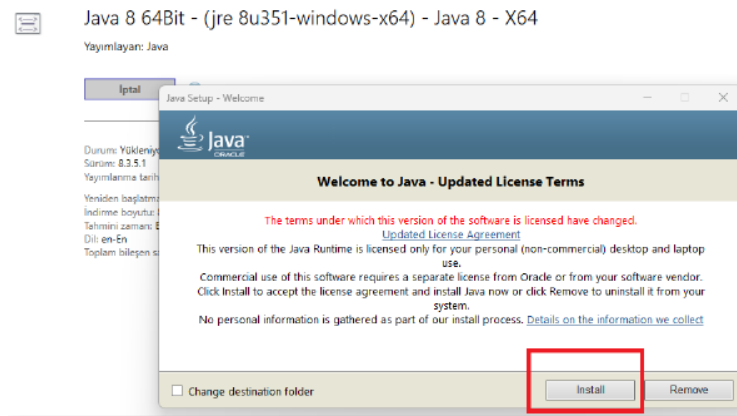 Java 8 64Bit - (jre 8u351-windows-x64) - Java 8 - X64
Yayımlayan: Java
İptal
Java Setup - Welcome
Java
ORACLE
Durum: Yükleniyo
Sürüm: 8.3.5.1
Yayımlanma tarih
Yeniden başlatma
İndirme boyutu:
Tahmini zaman:
Dil: en-En
Toplam bileşen sa
Welcome to Java - Updated License Terms
The terms under which this version of the software is licensed have changed.
Updated License Agreement
This version of the Java Runtime is licensed only for your personal (non-commercial) desktop and laptop
use.
Commercial use of this software requires a separate license from Oracle or from your software vendor.
Click Install to accept the license agreement and install Java now or click Remove to uninstall it from your
system.
No personal information is gathered as part of our install process. Details on the information we collect
Change destination folder
Install
Remove